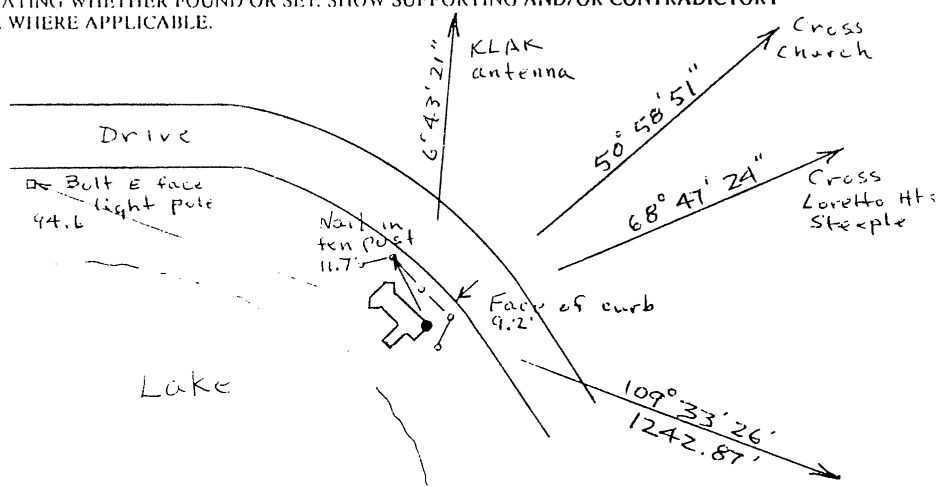 ATING WHETHER FOUND OR SET. SHOW SUPPORTING AND/OR CONTRADICTORY
E WHERE APPLICABLE.
KLAK
antenna
6° 43' 21"
Cross
Church
50° 58' 51"
68° 47' 24"
Cross
Loretto Hts
Steeple
Drive
Bolt E face
light pole
94.6
Nail in
fen post
11.7'
Face of curb
9.2'
Lake
109° 33' 26"
1242.87'